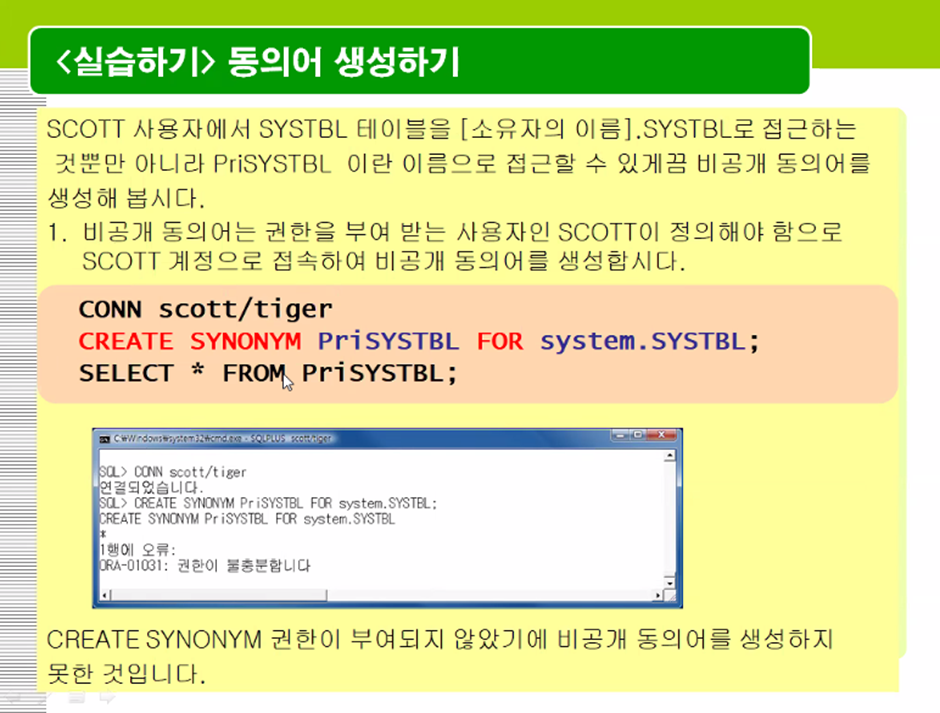 <실습하기> 동의어 생성하기
SCOTT 사용자에서 SYSTBL 테이블을 [소유자의 이름].SYSTBL로 접근하는
것뿐만 아니라 PriSYSTBL 이란 이름으로 접근할 수 있게끔 비공개 동의어를
생성해 봅시다.
1. 비공개 동의어는 권한을 부여 받는 사용자인 SCOTT이 정의해야 함으로
SCOTT 계정으로 접속하여 비공개 동의어를 생성합시다.
CONN scott/tiger
CREATE SYNONYM PriSYSTBL FOR system.SYSTBL;
SELECT * FROM PriSYSTBL;
C:₩Windows₩system32₩cmd.exe - SQLPLUS scott/tiger
SQL> CONN scott/tiger
연결되었습니다.
SQL> CREATE SYNONYM PriSYSTBL FOR system.SYSTBL;
CREATE SYNONYM PriSYSTBL FOR system.SYSTBL
*
1행에 오류:
ORA-01031: 권한이 불충분합니다
CREATE SYNONYM 권한이 부여되지 않았기에 비공개 동의어를 생성하지
못한 것입니다.